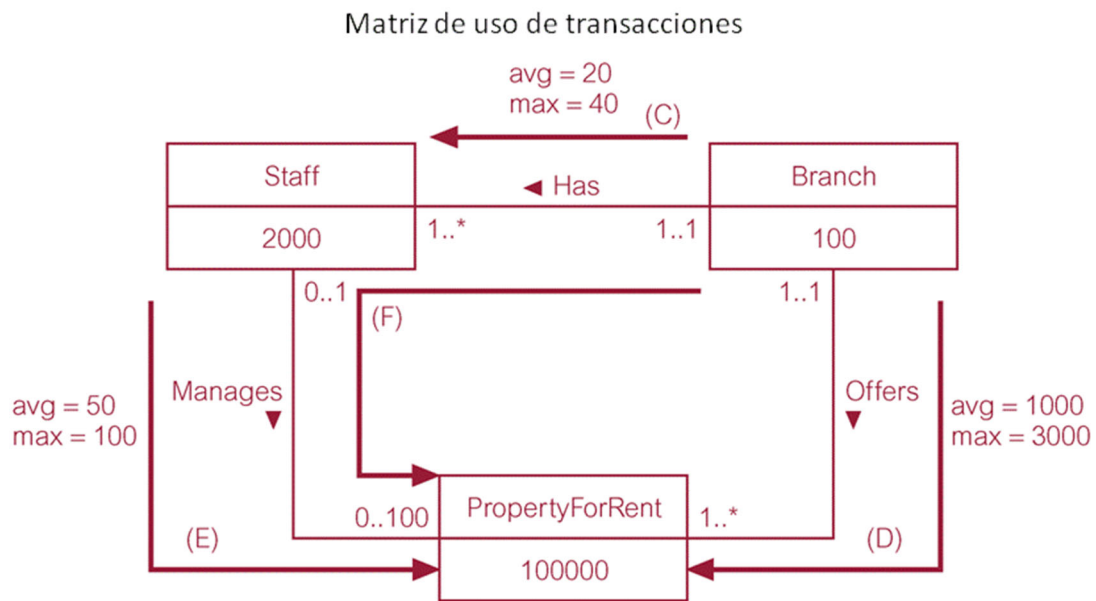 Matriz de uso de transacciones
avg = 20
max = 40
(C)
Staff
◄ Has
Branch
2000
1..*
1..1
100
0..1
(F)
1..1
Manages
▼
Offers
▼
avg = 50
max = 100
avg = 1000
max = 3000
0..100
PropertyForRent
1..*
(E)
(D)
100000